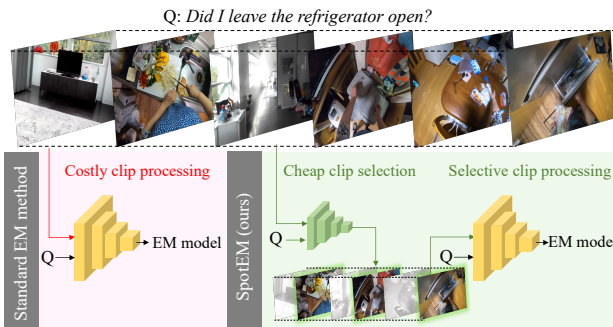 Q: Did I leave the refrigerator open?
Standard EM method
Costly clip processing
Q
EM model
SpotEM (ours)
Cheap clip selection
Q
Selective clip processing
Q
EM mode